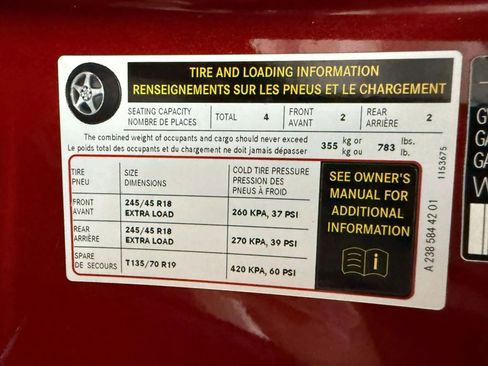 TIRE AND LOADING INFORMATION
RENSEIGNEMENTS SUR LES PNEUS ET LE CHARGEMENT
SEATING CAPACITY
NOMBRE DE PLACES
TOTAL 4
FRONT
AVANT
2
REAR
ARRIÈRE
2
The combined weight of occupants and cargo should never exceed
Le poids total des occupants et du chargement ne doit jamais dépasser
355 kg or
kg ou
783 lbs.
lb.
TIRE
PNEU
SIZE
DIMENSIONS
COLD TIRE PRESSURE
PRESSION DES
PNEUS À FROID
FRONT
AVANT
245/45 R18
EXTRA LOAD
260 KPA, 37 PSI
REAR
ARRIÈRE
245/45 R18
EXTRA LOAD
270 KPA, 39 PSI
SPARE
DE SECOURS
T135/70 R19
420 KPA, 60 PSI
SEE OWNER'S
MANUAL FOR
ADDITIONAL
INFORMATION
1153675
A 238 584 42 01